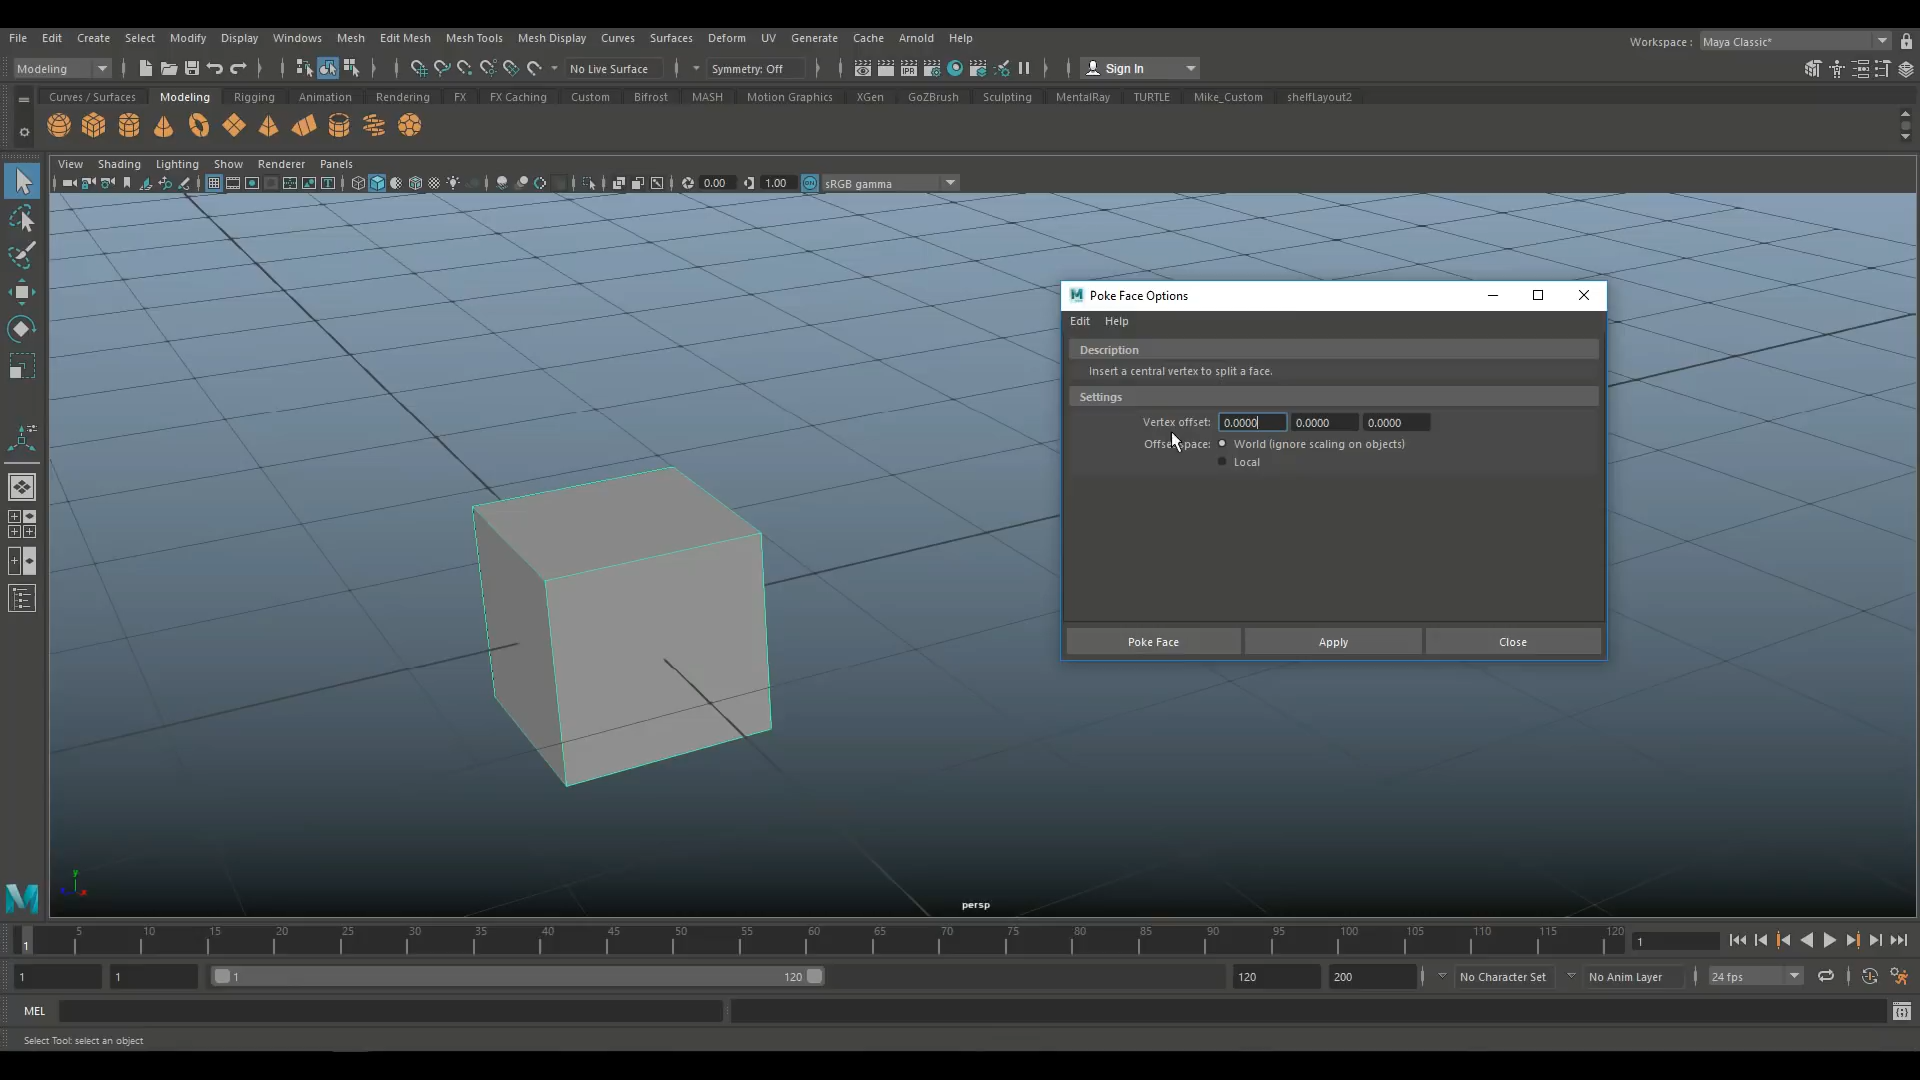 File Edit Create Select Modify Display Windows Mesh Edit Mesh Mesh Tools Mesh Display Curves Surfaces Deform UV Generate Cache Arnold Help
Workspace : Maya Classic*
Modeling No Live Surface Symmetry: Off IPR Sign In
Curves / Surfaces Modeling Rigging Animation Rendering FX FX Caching Custom Bifrost MASH Motion Graphics XGen GoZBrush Sculpting MentalRay TURTLE Mike_Custom shelfLayout2
View Shading Lighting Show Renderer Panels
0.00 1.00 ON sRGB gamma
M Poke Face Options
Edit Help
Description
Insert a central vertex to split a face.
Settings
Vertex offset: 0.0000 0.0000 0.0000
Offset space: World (ignore scaling on objects)
Local
Poke Face Apply Close
y
x
persp
5 10 15 20 25 30 35 40 45 50 55 60 65 70 75 80 85 90 95 100 105 110 115 120
1 1
1 1 1 120 120 200 No Character Set No Anim Layer 24 fps
MEL
Select Tool: select an object